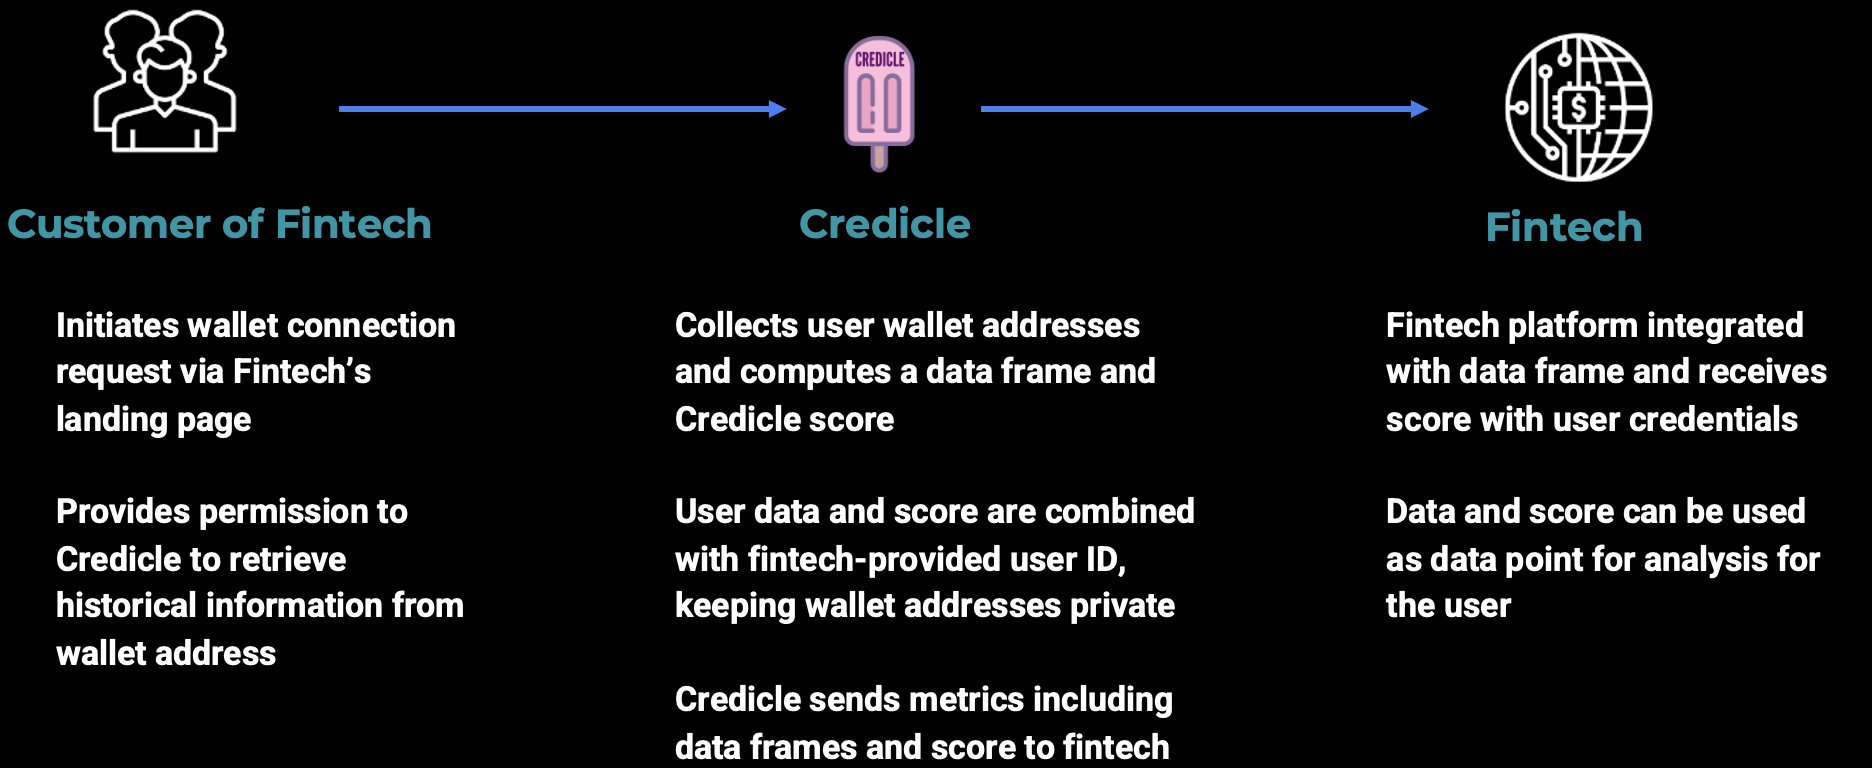 CREDICLE
$
Customer of Fintech
Initiates wallet connection
request via Fintech’s
landing page
Provides permission to
Credicle to retrieve
historical information from
wallet address
Credicle
Collects user wallet addresses
and computes a data frame and
Credicle score
User data and score are combined
with fintech-provided user ID,
keeping wallet addresses private
Credicle sends metrics including
data frames and score to fintech
Fintech
Fintech platform integrated
with data frame and receives
score with user credentials
Data and score can be used
as data point for analysis for
the user